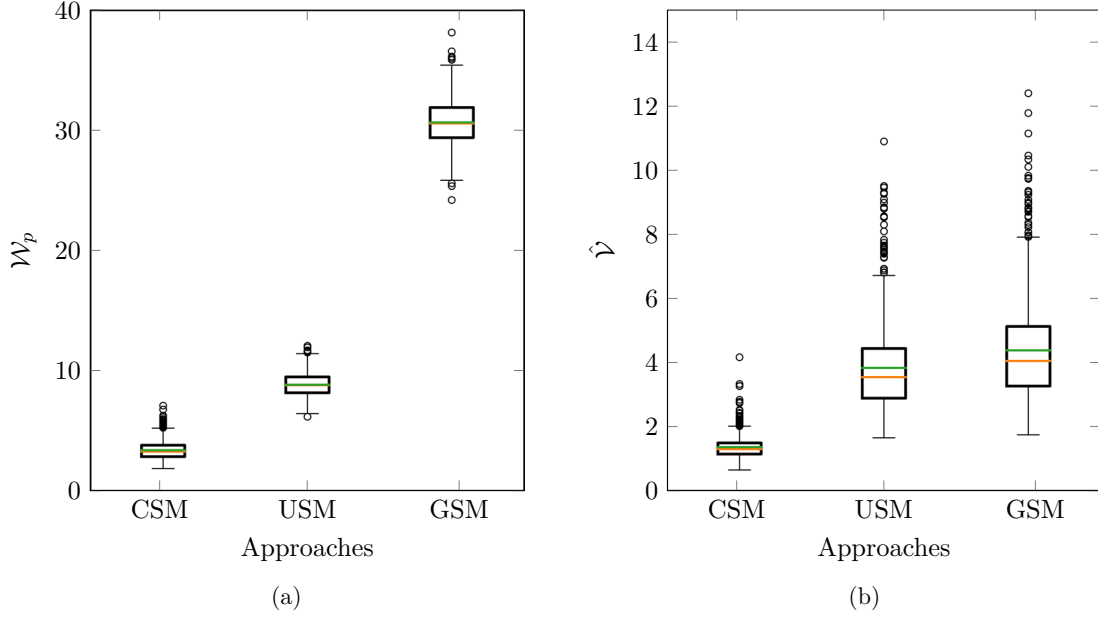 40
30
20
10
0
𝒲p
CSM USM GSM
Approaches
(a)
14
12
10
8
6
4
2
0
𝒱̂
CSM USM GSM
Approaches
(b)